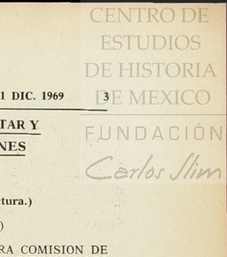 CENTRO DE
ESTUDIOS
DE HISTORIA
DE MEXICO
1 DIC. 1969 3
TAR Y
FUNDACIÓN
NES
Carlos Slim
tura.)
)
RA COMISION DE